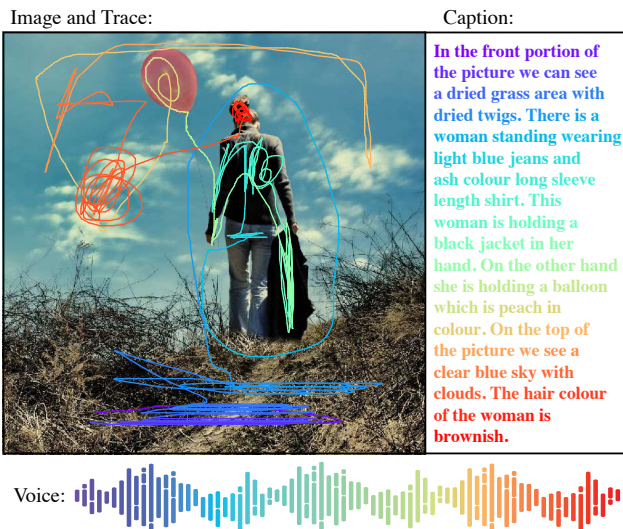 Image and Trace:
Caption:
In the front portion of
the picture we can see
a dried grass area with
dried twigs. There is a
woman standing wearing
light blue jeans and
ash colour long sleeve
length shirt. This
woman is holding a
black jacket in her
hand. On the other hand
she is holding a balloon
which is peach in
colour. On the top of
the picture we see a
clear blue sky with
clouds. The hair colour
of the woman is
brownish.
Voice: